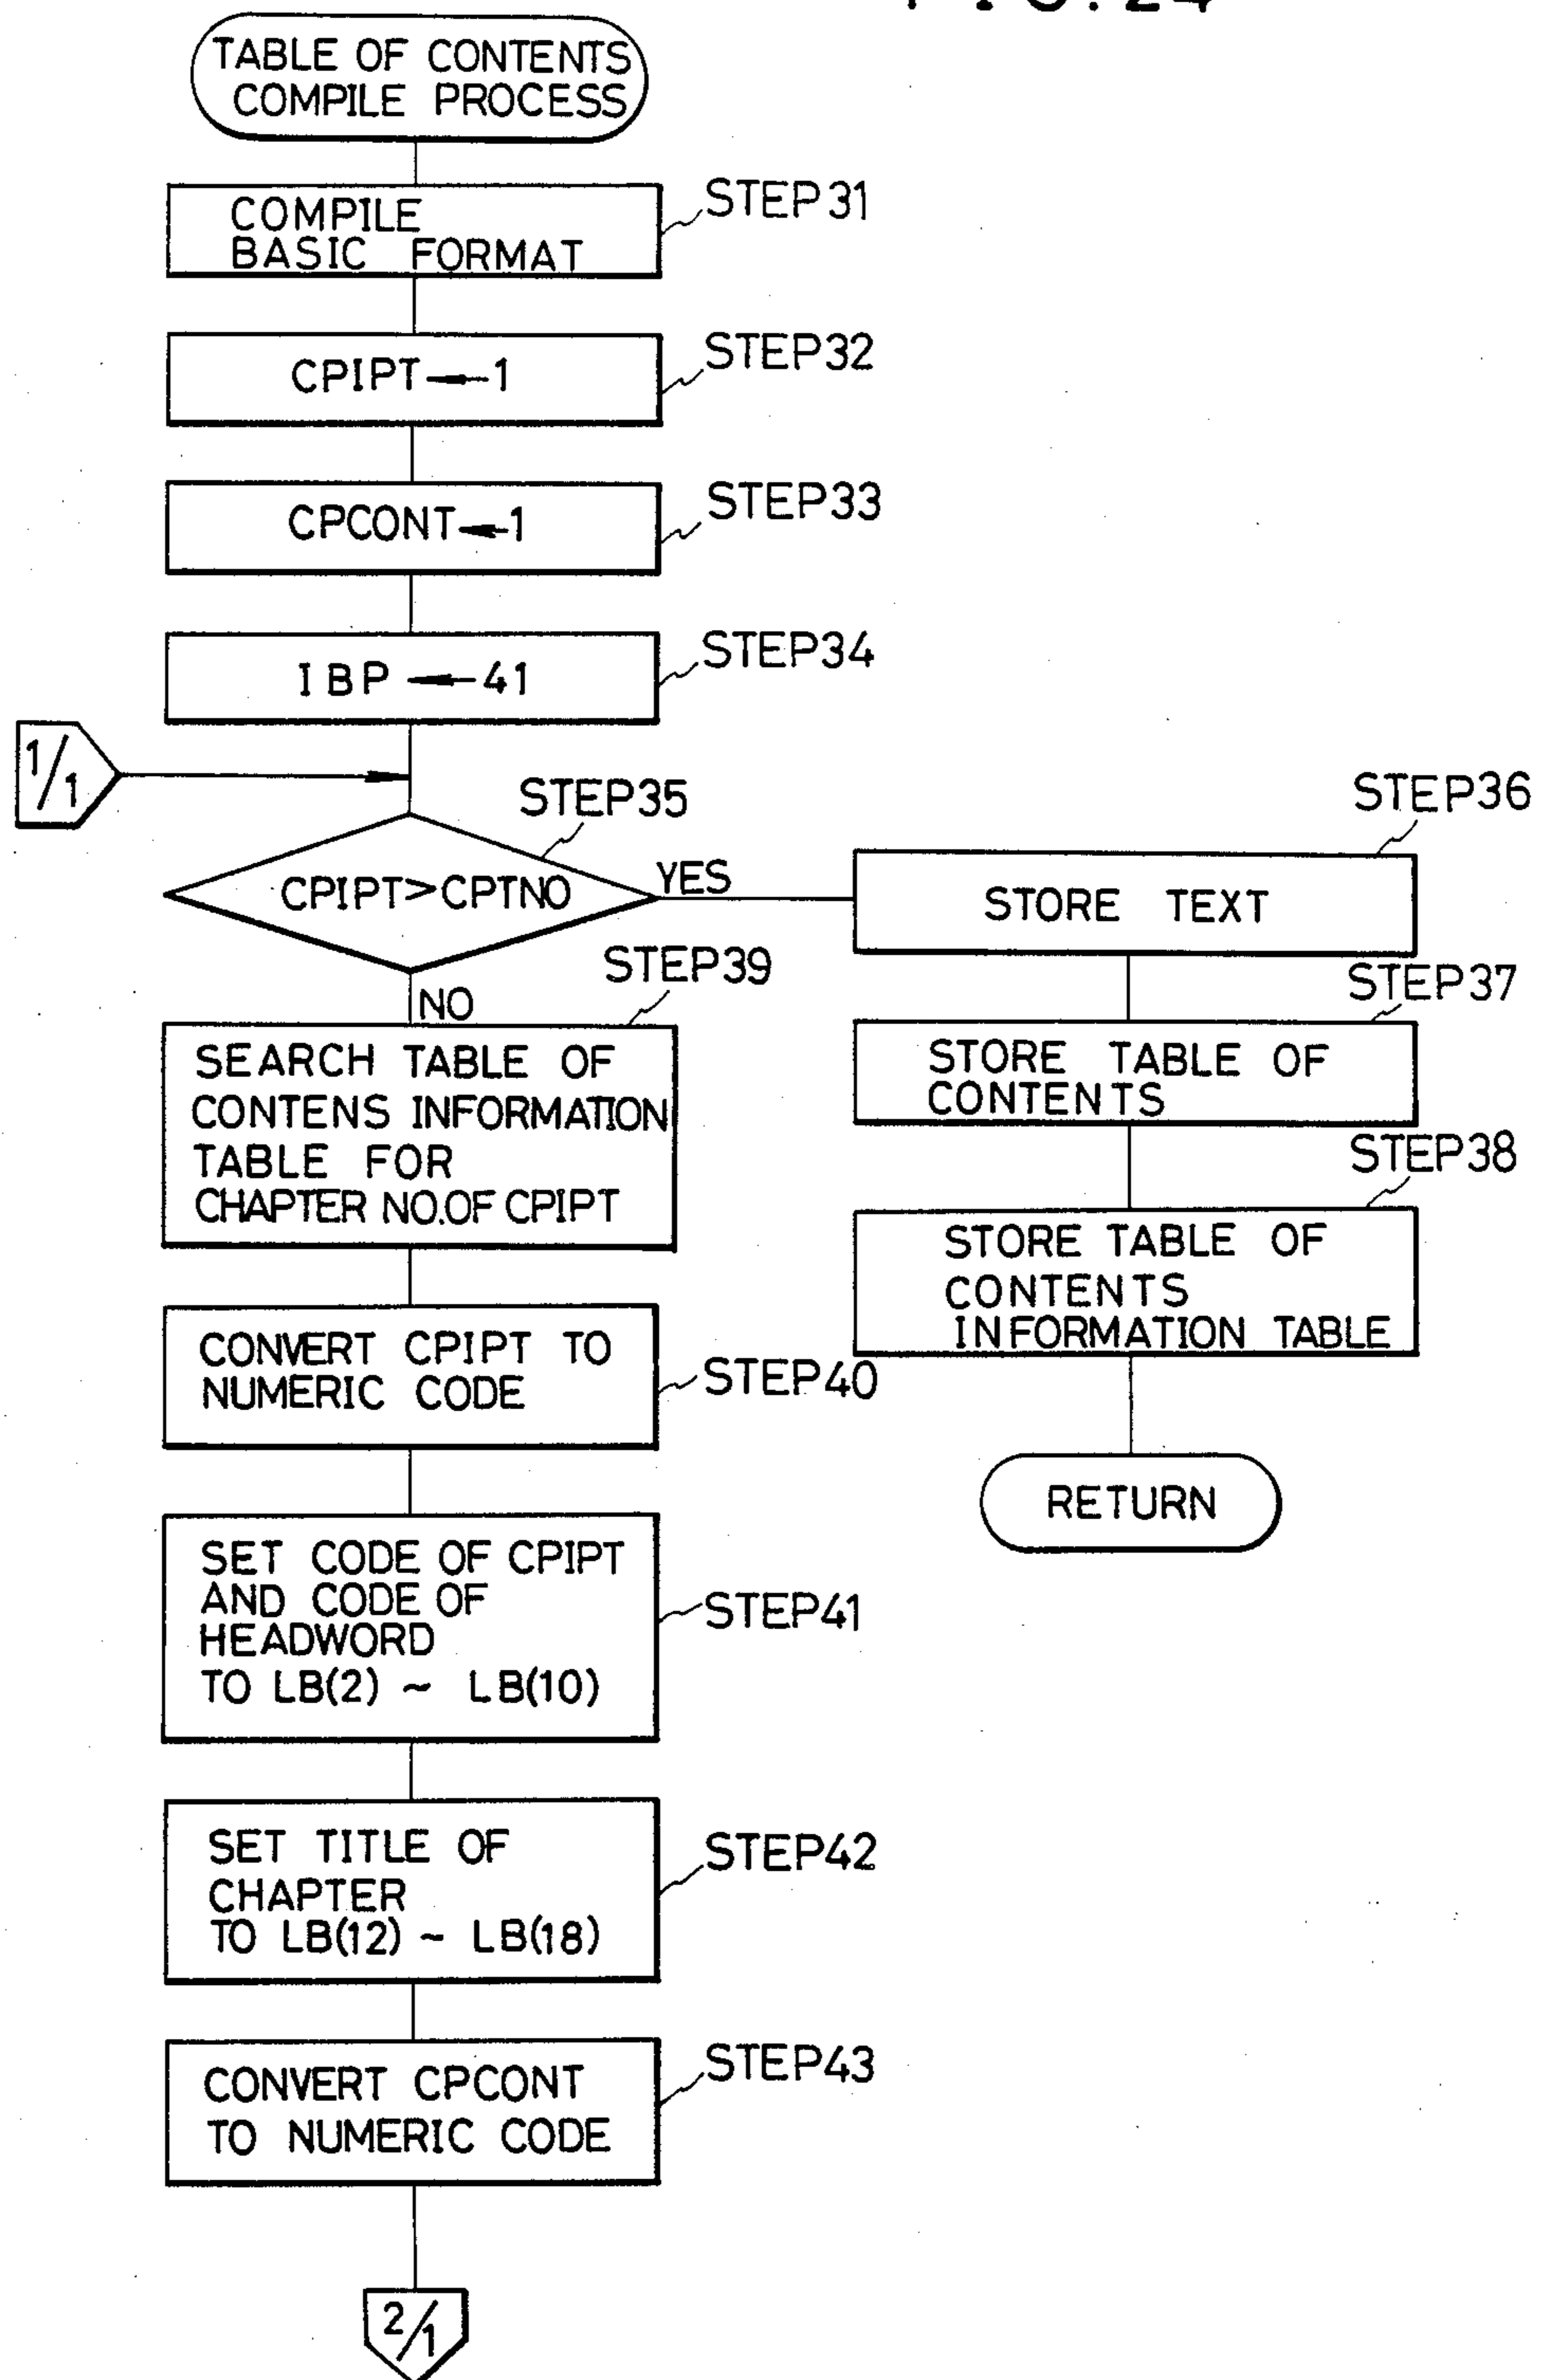 FIG. 24
TABLE OF CONTENTS
COMPILE PROCESS
COMPILE
BASIC FORMAT
STEP31
CPIPT←1
STEP32
CPCONT←1
STEP33
IBP←41
STEP34
1/1
STEP35
CPIPT>CPTNO
YES
NO
STEP36
STORE TEXT
STEP37
STORE TABLE OF
CONTENTS
STEP38
STORE TABLE OF
CONTENTS
INFORMATION TABLE
RETURN
STEP39
SEARCH TABLE OF
CONTENS INFORMATION
TABLE FOR
CHAPTER NO.OF CPIPT
CONVERT CPIPT TO
NUMERIC CODE
STEP40
SET CODE OF CPIPT
AND CODE OF
HEADWORD
TO LB(2) ~ LB(10)
STEP41
SET TITLE OF
CHAPTER
TO LB(12) ~ LB(18)
STEP42
CONVERT CPCONT
TO NUMERIC CODE
STEP43
2/1